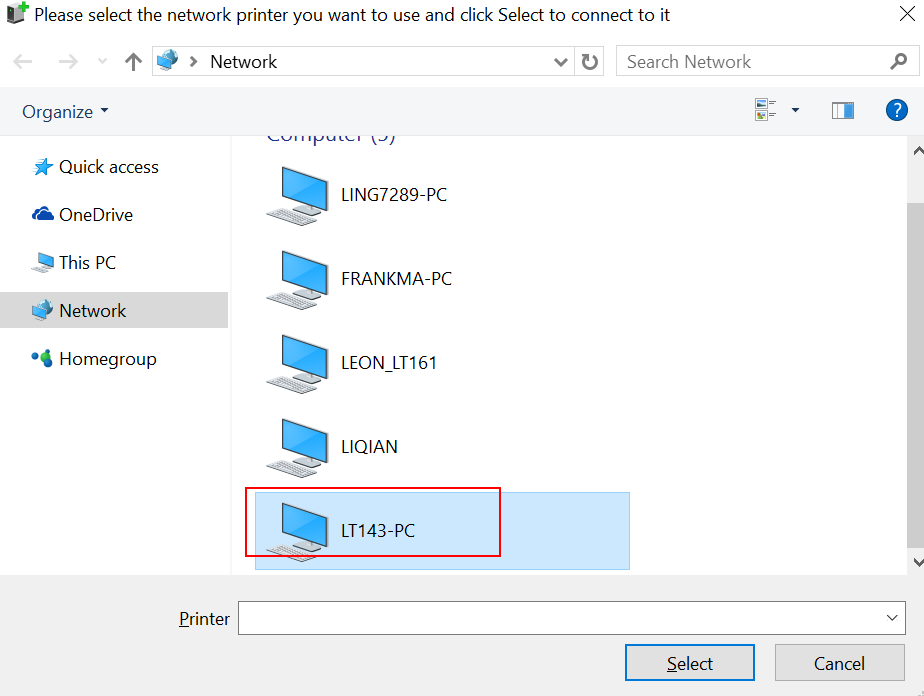 Please select the network printer you want to use and click Select to connect to it
Network
Search Network
Organize
?
Computer (5)
Quick access
OneDrive
This PC
Network
Homegroup
LING7289-PC
FRANKMA-PC
LEON_LT161
LIQIAN
LT143-PC
Printer
Select
Cancel